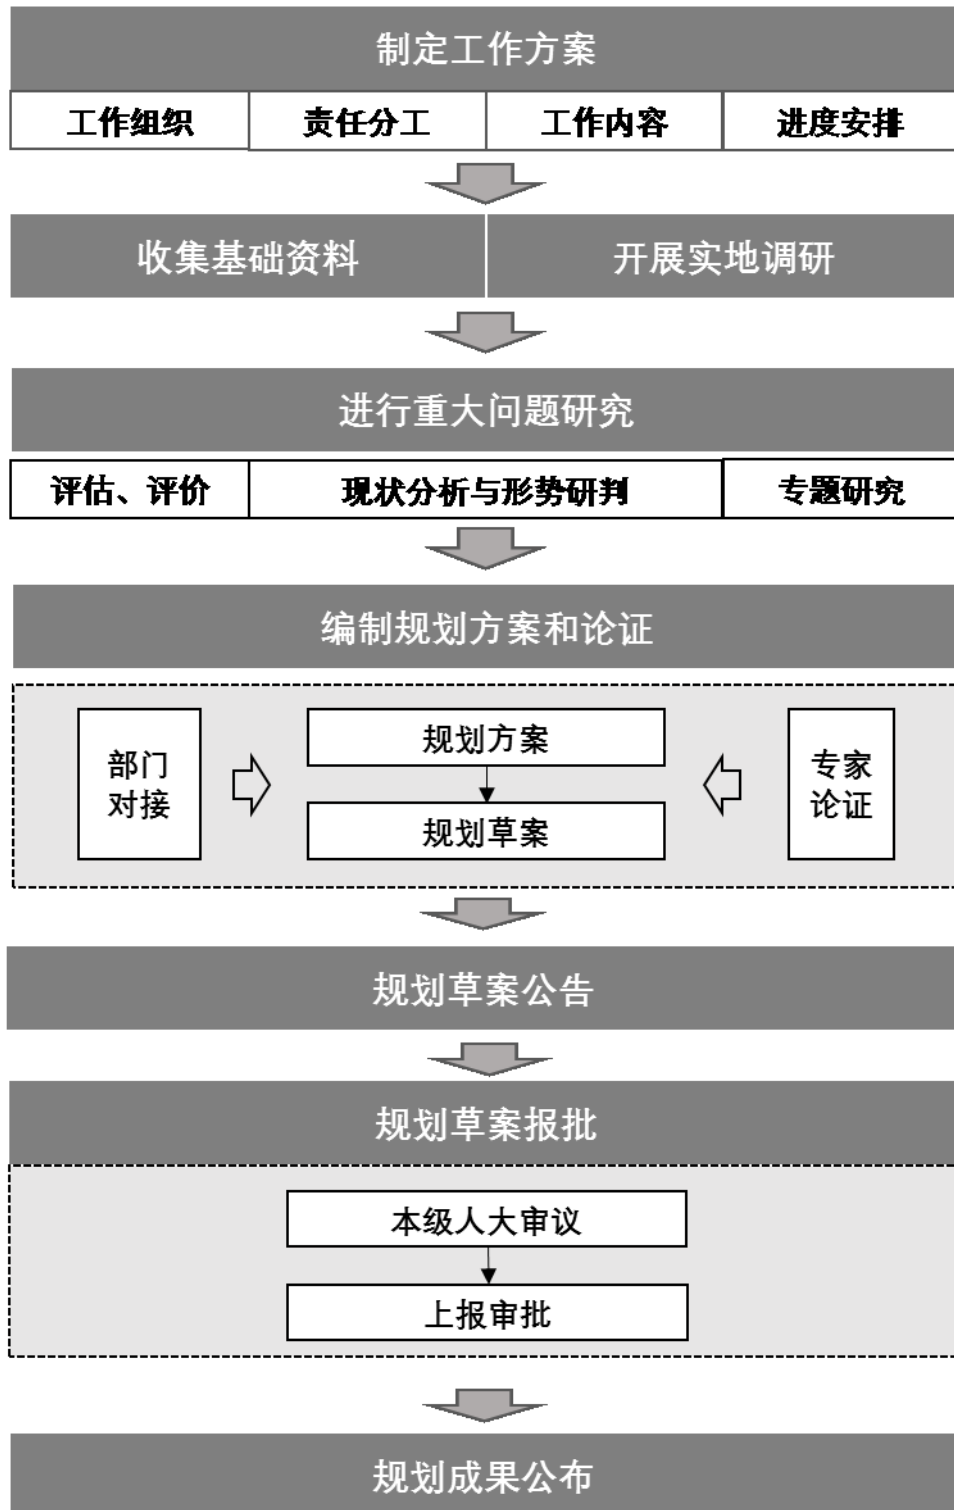 制定工作方案
工作组织 责任分工 工作内容 进度安排
收集基础资料 开展实地调研
进行重大问题研究
评估、评价 现状分析与形势研判 专题研究
编制规划方案和论证
部门
对接
规划方案
规划草案
专家
论证
规划草案公告
规划草案报批
本级人大审议
上报审批
规划成果公布